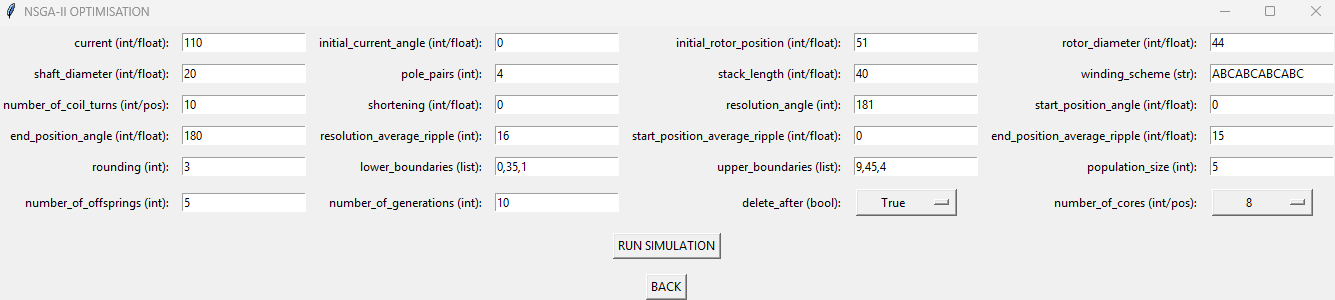 NSGA-II OPTIMISATION
current (int/float): 110 initial_current_angle (int/float): 0 initial_rotor_position (int/float): 51 rotor_diameter (int/float): 44
shaft_diameter (int/float): 20 pole_pairs (int): 4 stack_length (int/float): 40 winding_scheme (str): ABCABCABCABC
number_of_coil_turns (int/pos): 10 shortening (int/float): 0 resolution_angle (int): 181 start_position_angle (int/float): 0
end_position_angle (int/float): 180 resolution_average_ripple (int): 16 start_position_average_ripple (int/float): 0 end_position_average_ripple (int/float): 15
rounding (int): 3 lower_boundaries (list): 0,35,1 upper_boundaries (list): 9,45,4 population_size (int): 5
number_of_offsprings (int): 5 number_of_generations (int): 10 delete_after (bool): True number_of_cores (int/pos): 8
RUN SIMULATION
BACK